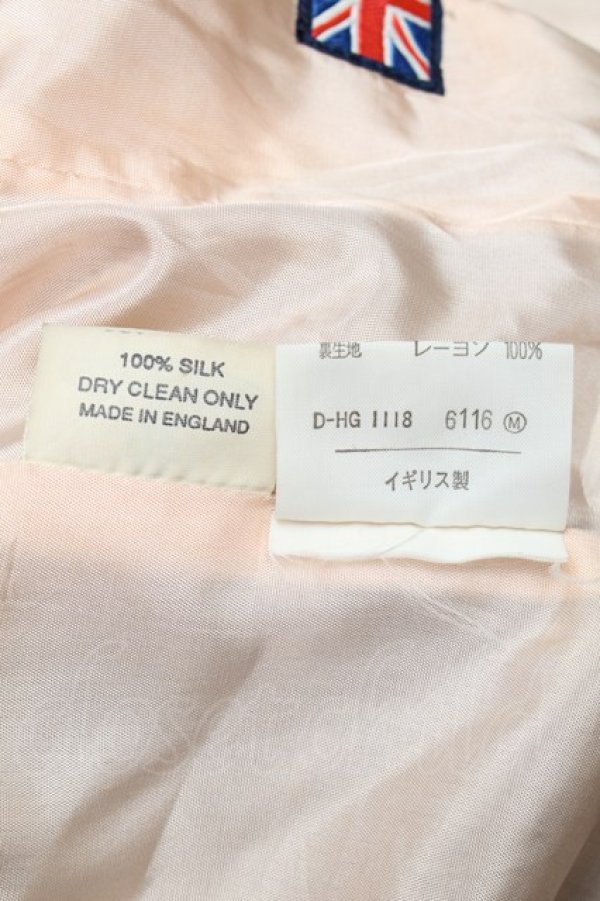 100% SILK
DRY CLEAN ONLY
MADE IN ENGLAND
裏生地 レーヨン 100%
D-HG 1118 6116 Ⓜ
イギリス製